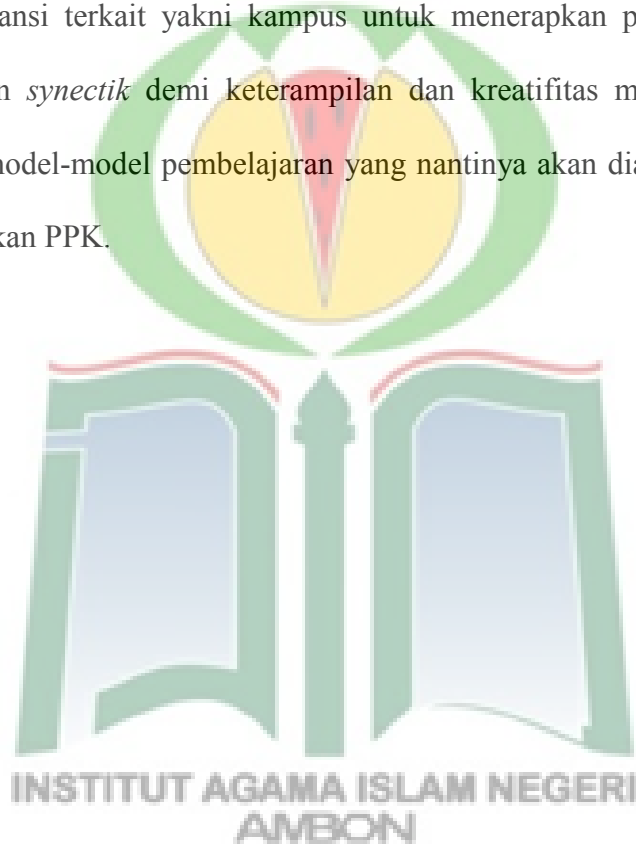 ansi terkait yakni kampus untuk menerapkan p
n synectik demi keterampilan dan kreatifitas m
nodel-model pembelajaran yang nantinya akan dia
kan PPK.
INSTITUT AGAMA ISLAM NEGERI
AMBON